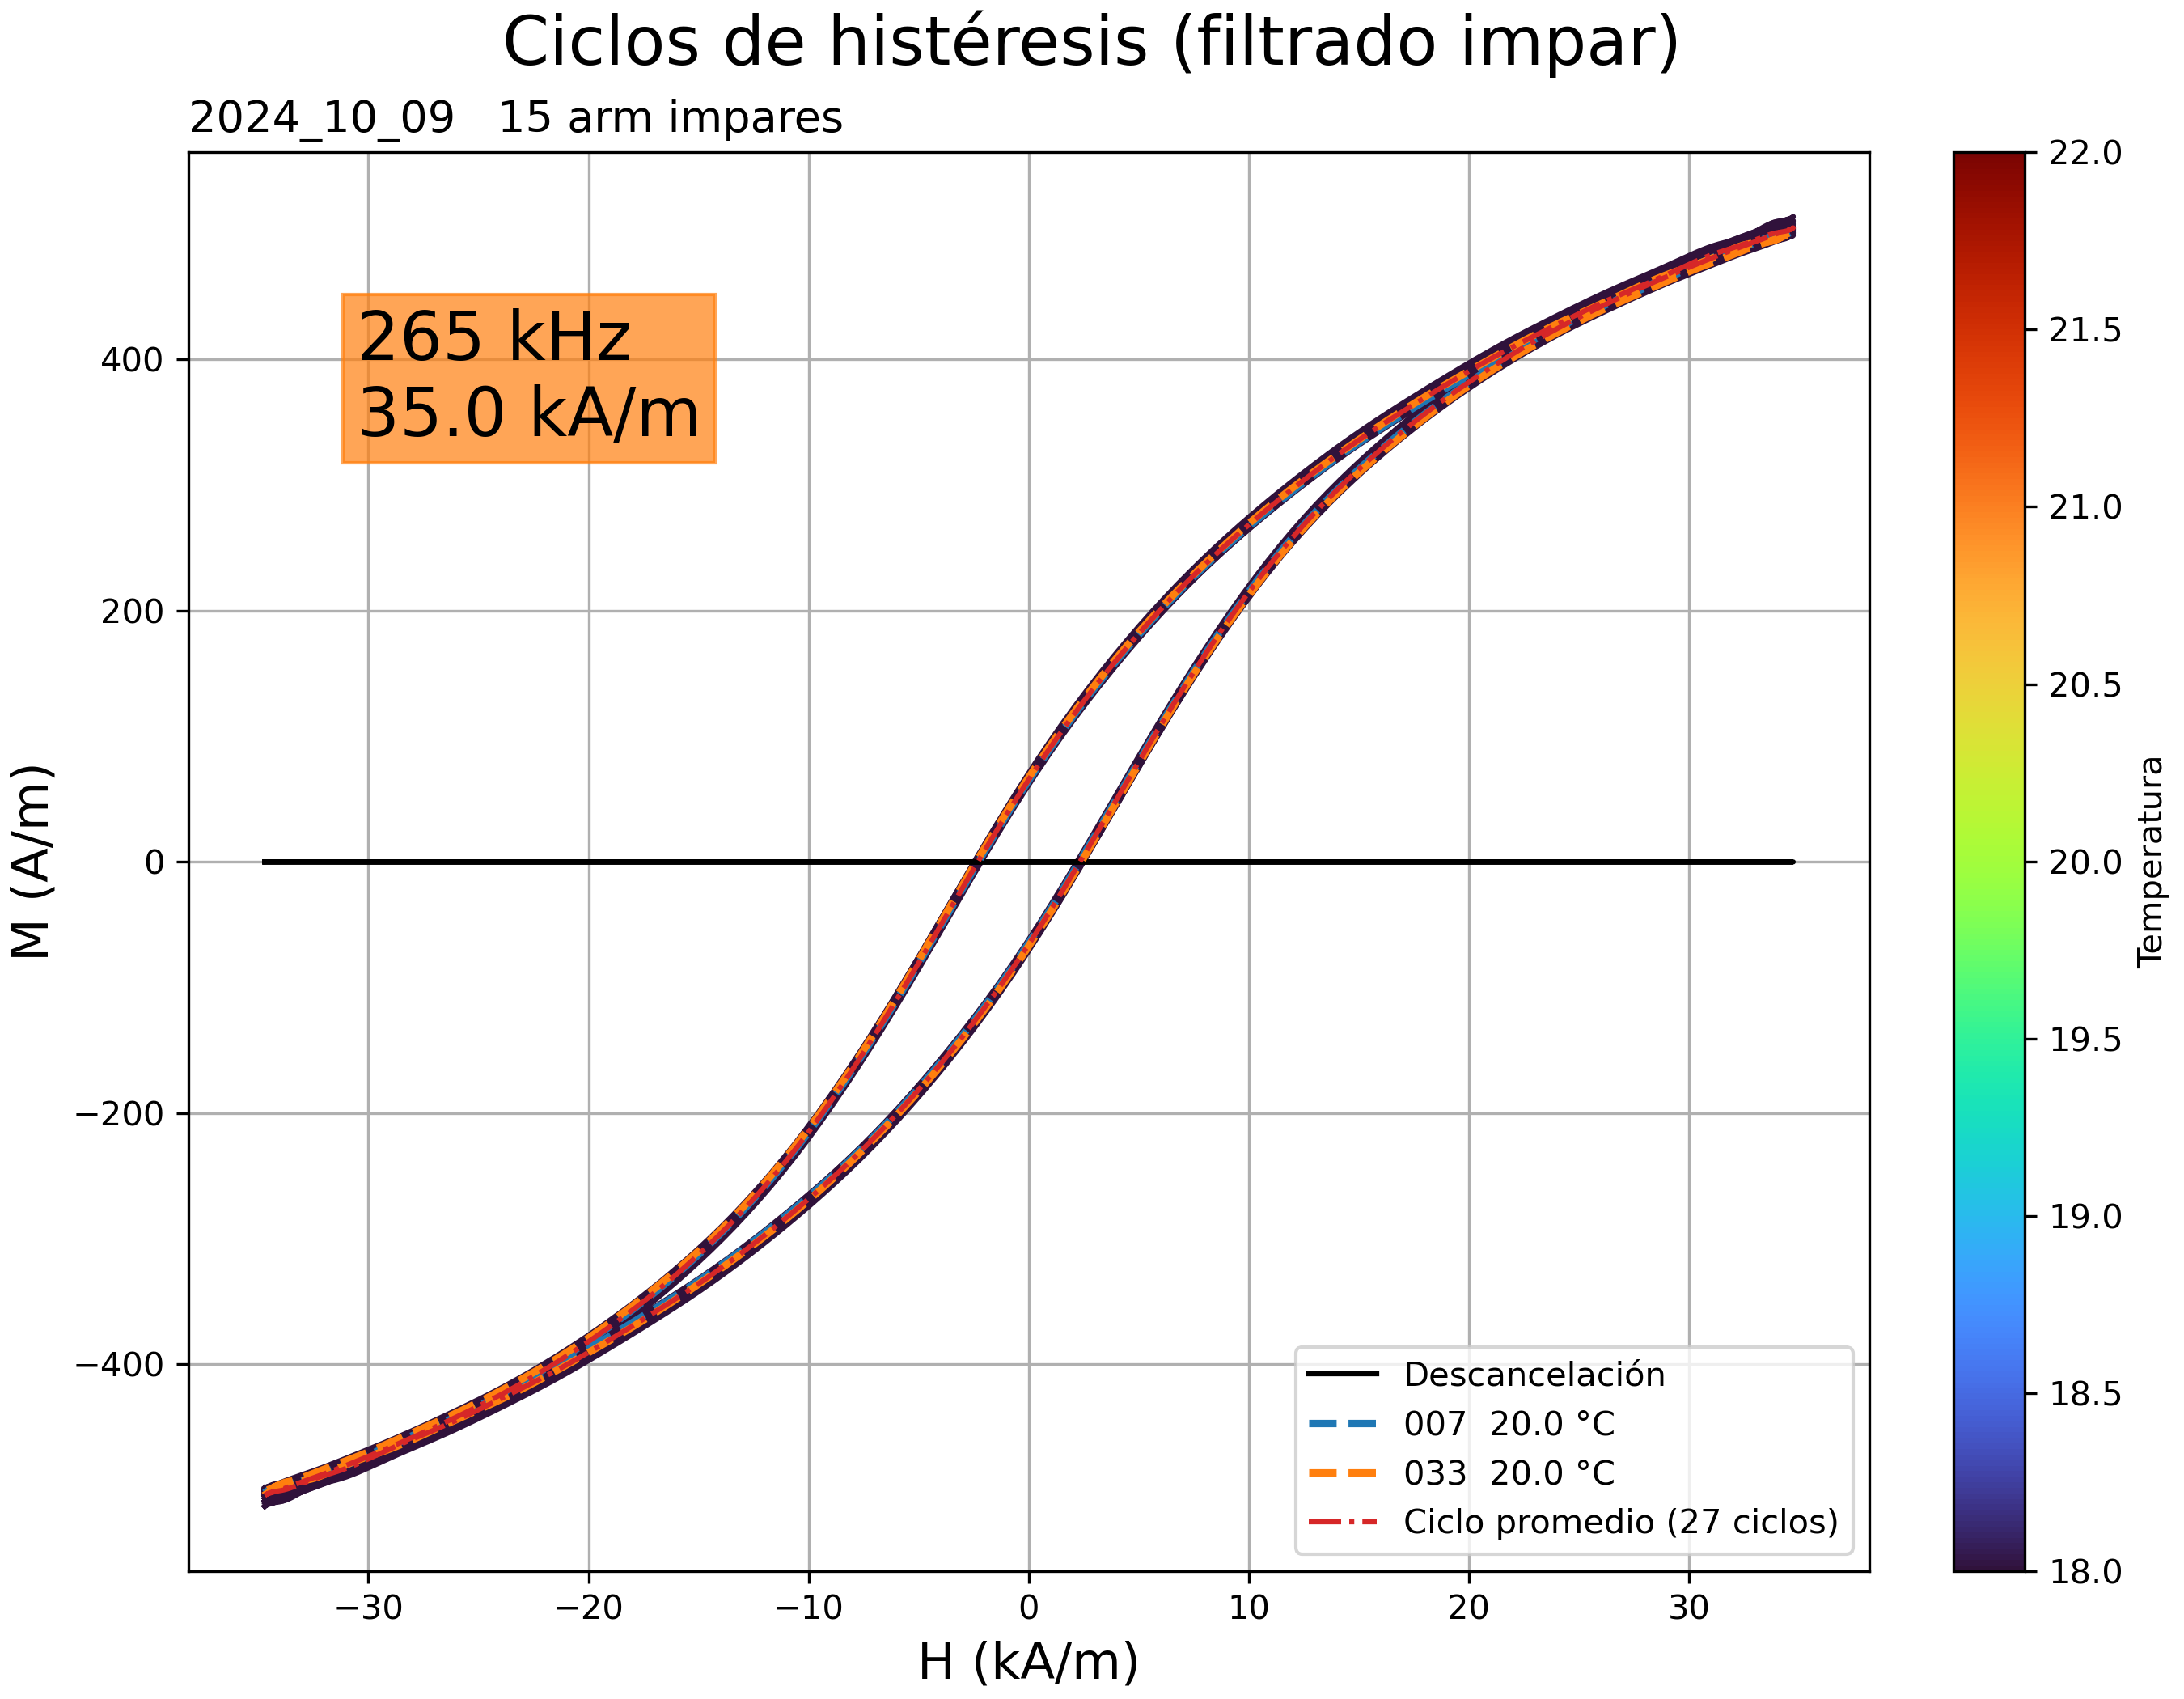 Ciclos de histéresis (filtrado impar)
2024_10_09   15 arm impares
265 kHz
35.0 kA/m
400
200
0
−200
−400
M (A/m)
−30
−20
−10
0
10
20
30
H (kA/m)
Descancelación
007  20.0 °C
033  20.0 °C
Ciclo promedio (27 ciclos)
22.0
21.5
21.0
20.5
20.0
19.5
19.0
18.5
18.0
Temperatura